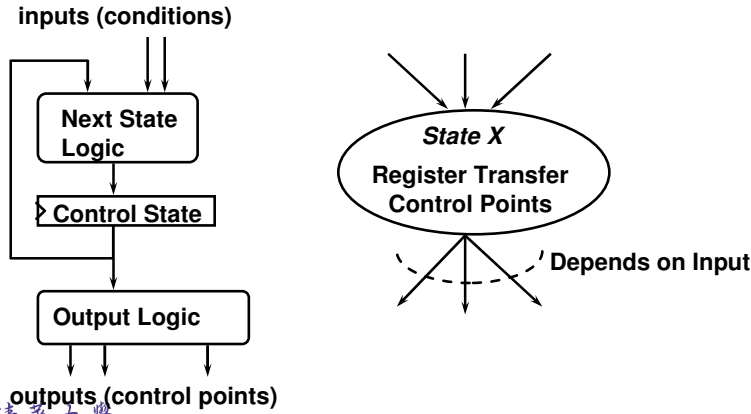 inputs (conditions)
Next State
Logic
Control State
Output Logic
outputs (control points)
State X
Register Transfer
Control Points
Depends on Input